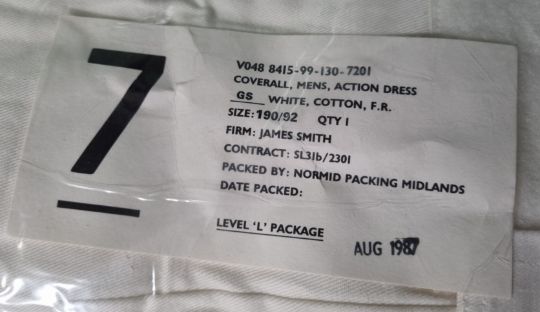 7
V048 8415-99-130-7201
COVERALL, MENS, ACTION DRESS
GS WHITE, COTTON, F.R.
SIZE: 190/92 QTY 1
FIRM: JAMES SMITH
CONTRACT: SL31b/2301
PACKED BY: NORMID PACKING MIDLANDS
DATE PACKED:
LEVEL 'L' PACKAGE
AUG 1987